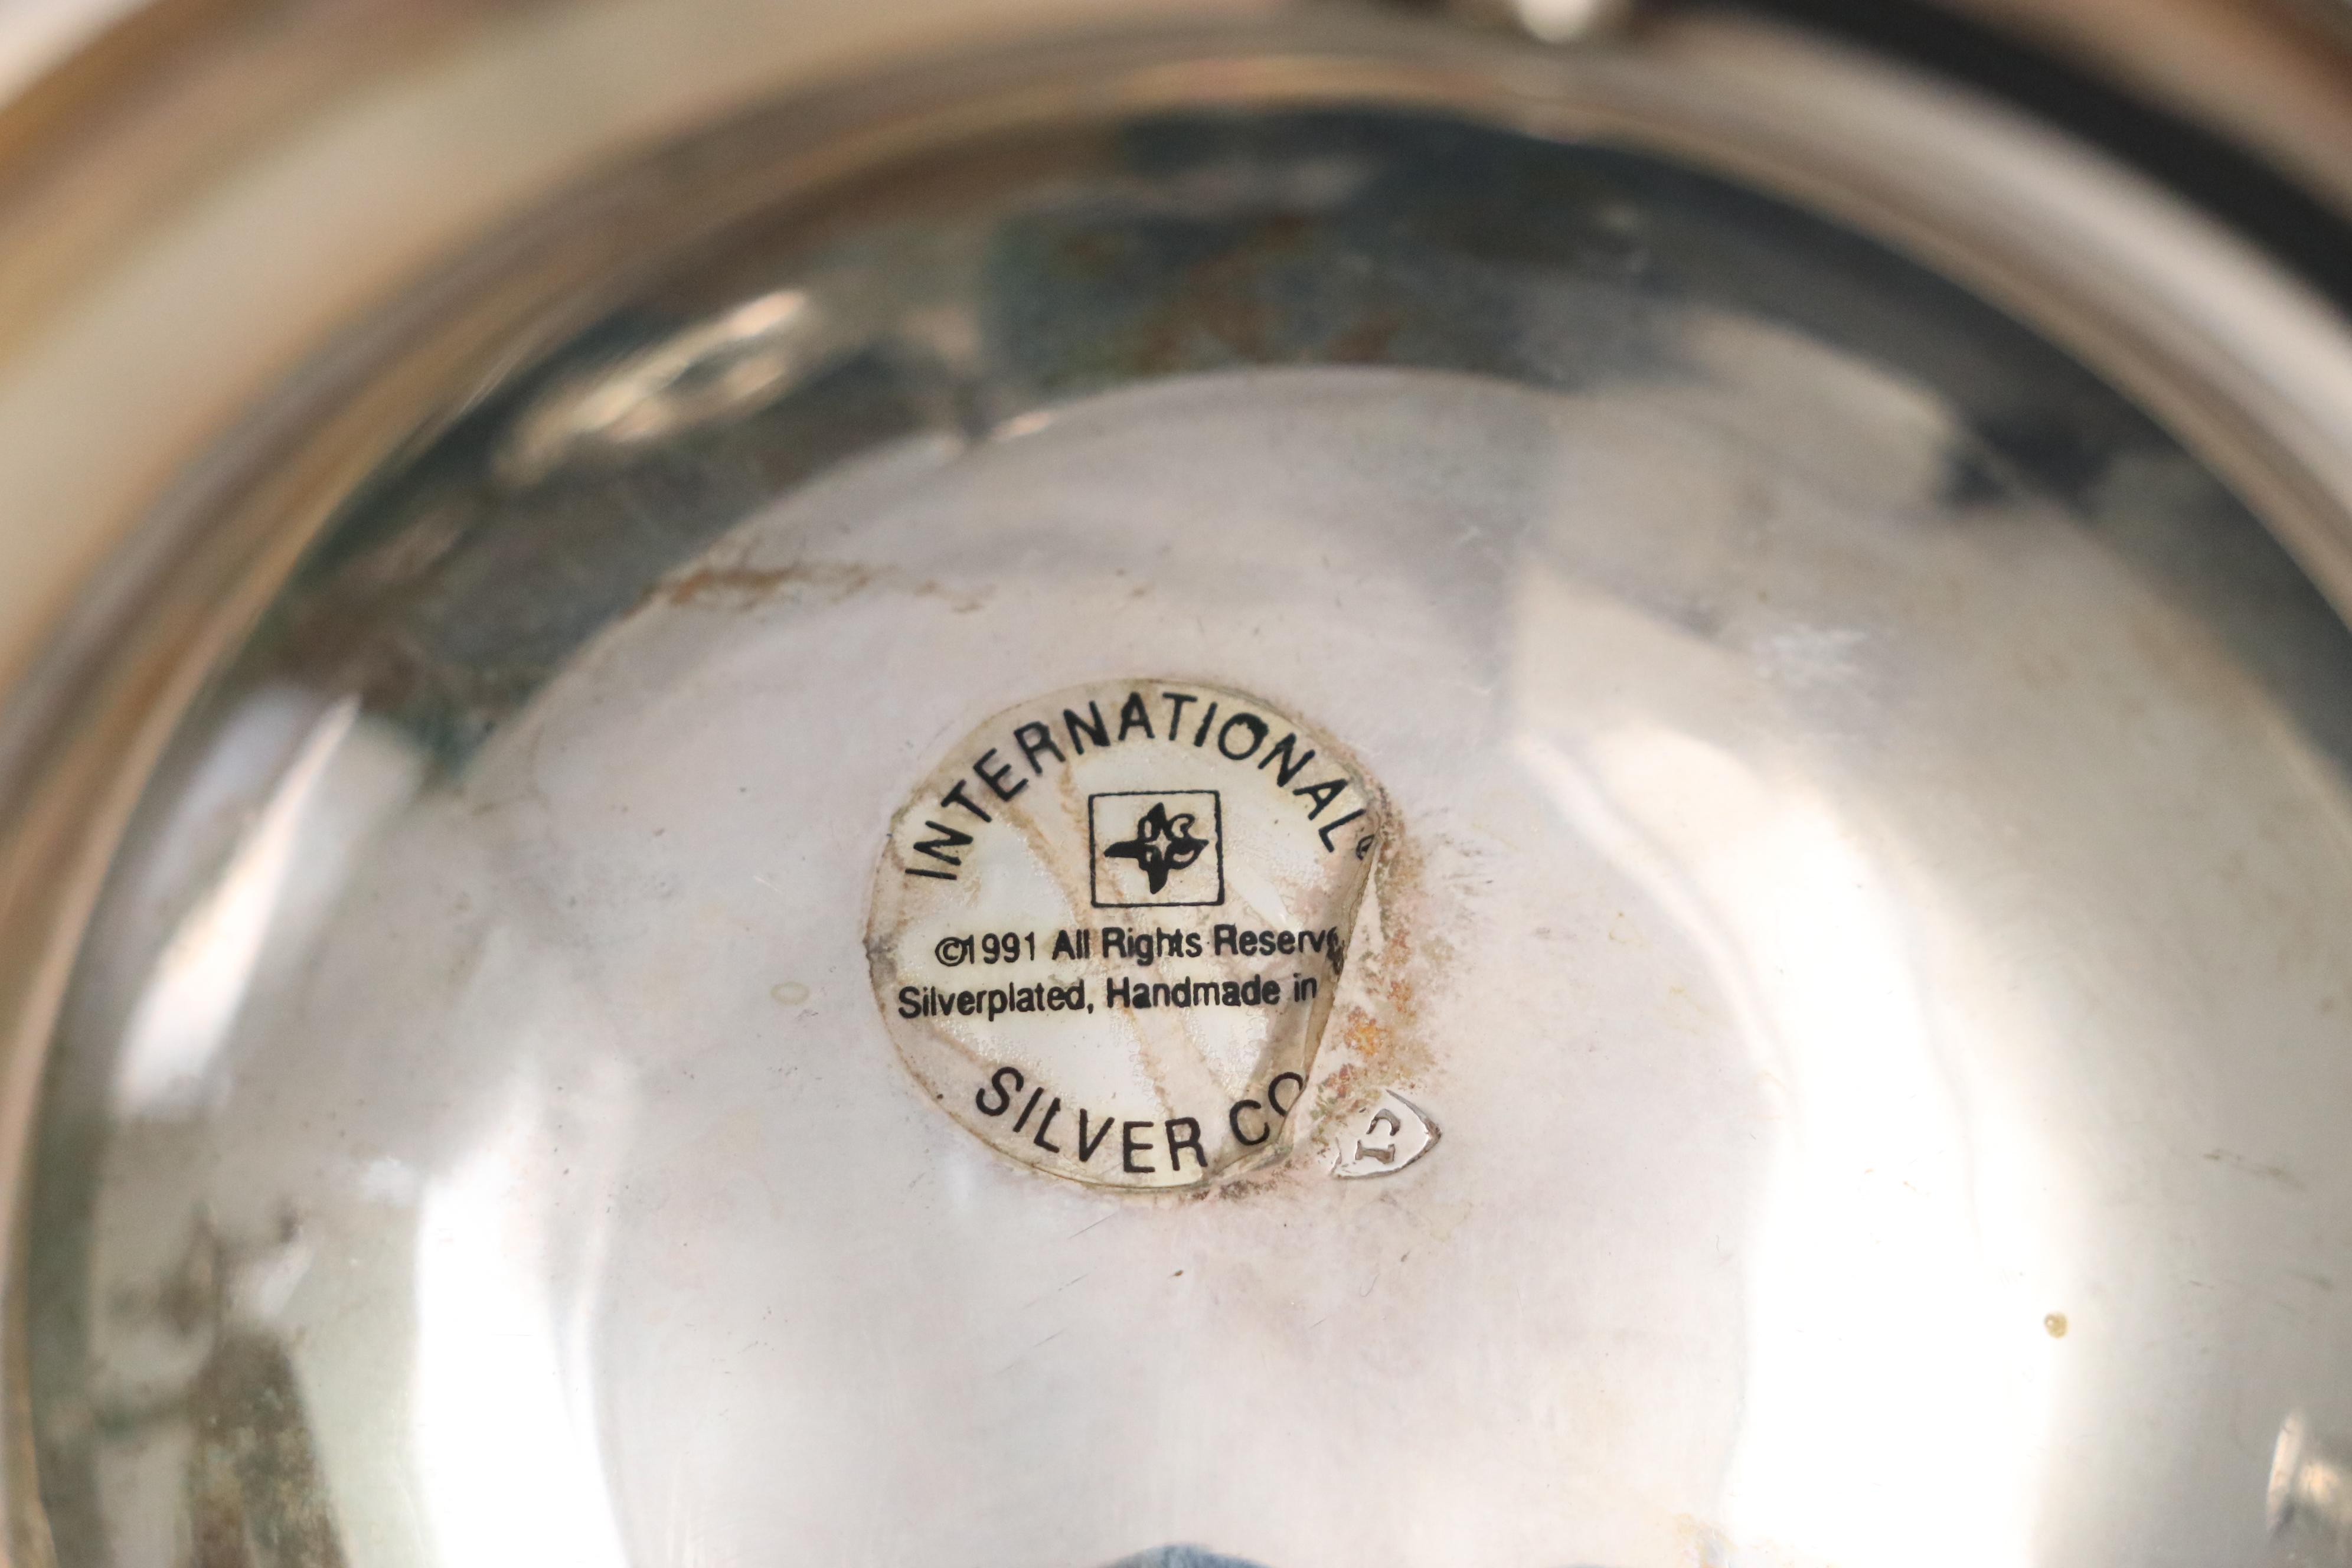 INTERNATIONAL®
©1991 All Rights Reserve
Silverplated, Handmade in
SILVER CO